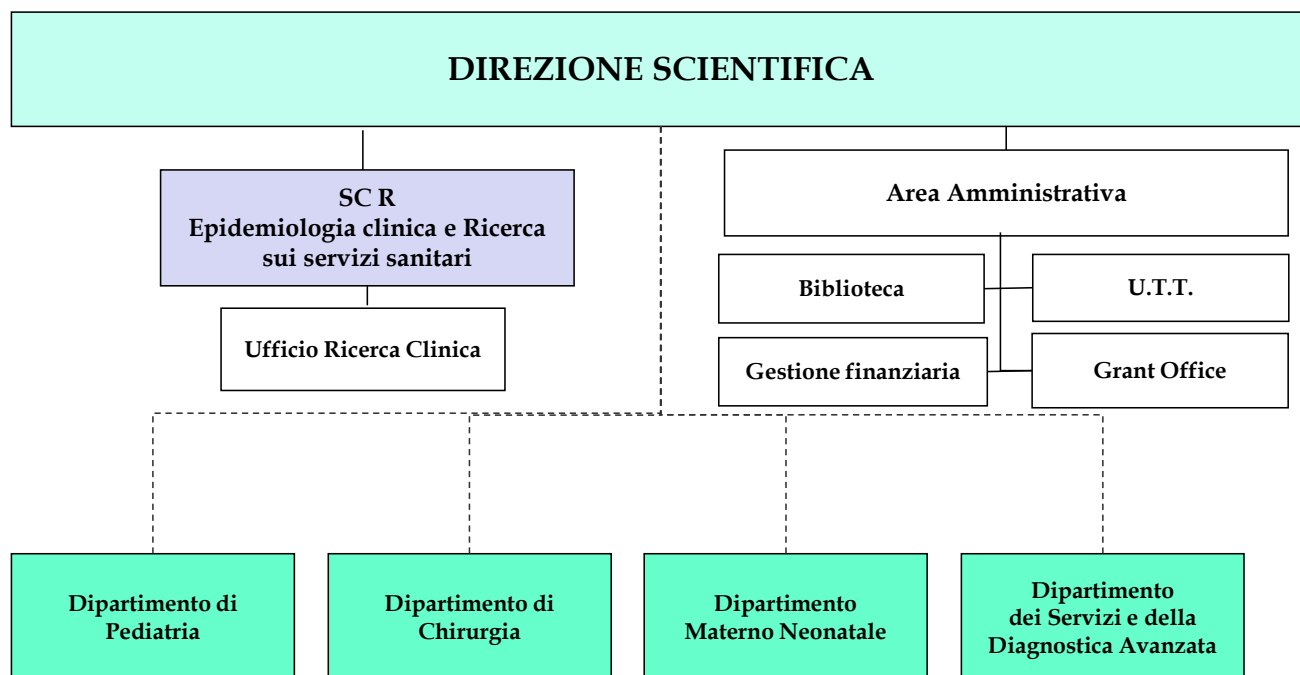 DIREZIONE SCIENTIFICA
SC R
Epidemiologia clinica e Ricerca
sui servizi sanitari
Area Amministrativa
Biblioteca
U.T.T.
Ufficio Ricerca Clinica
Gestione finanziaria
Grant Office
Dipartimento di
Pediatria
Dipartimento di
Chirurgia
Dipartimento
Materno Neonatale
Dipartimento
dei Servizi e della
Diagnostica Avanzata